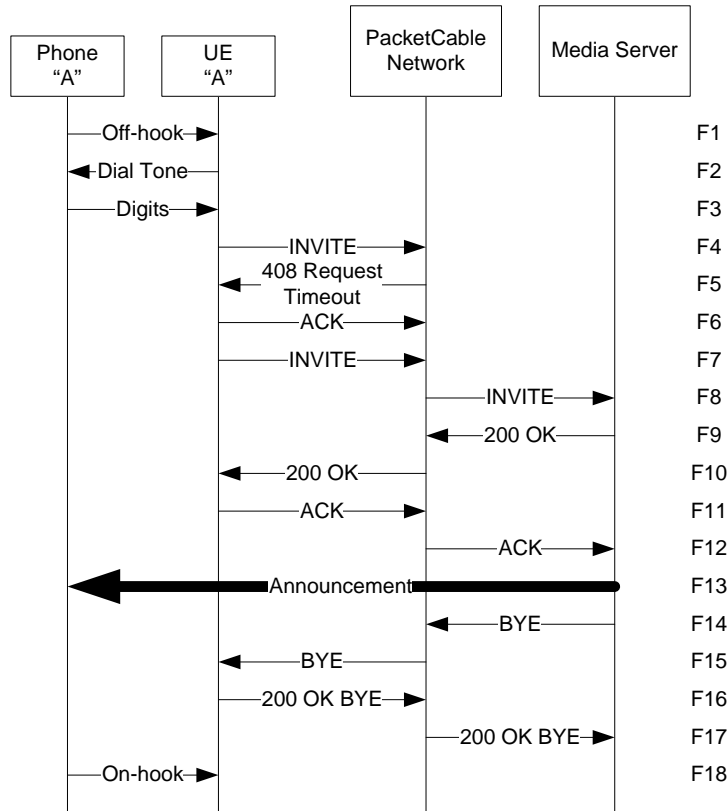 Phone
“A”
UE
“A”
PacketCable
Network
Media Server
Off-hook F1
Dial Tone F2
Digits F3
INVITE F4
408 Request
Timeout F5
ACK F6
INVITE F7
INVITE F8
200 OK F9
200 OK F10
ACK F11
ACK F12
Announcement F13
BYE F14
BYE F15
200 OK BYE F16
200 OK BYE F17
On-hook F18